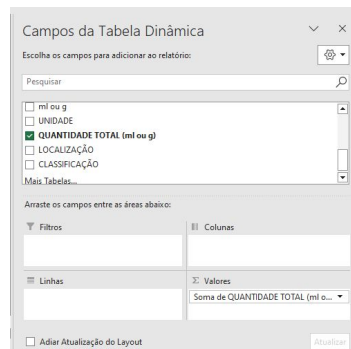 Campos da Tabela Dinâmica
Escolha os campos para adicionar ao relatório:
Pesquisar
ml ou g
UNIDADE
QUANTIDADE TOTAL (ml ou g)
LOCALIZAÇÃO
CLASSIFICAÇÃO
Mais Tabelas...
Arraste os campos entre as áreas abaixo:
Filtros
Colunas
Linhas
Σ Valores
Soma de QUANTIDADE TOTAL (ml o...
Adiar Atualização do Layout
Atualizar